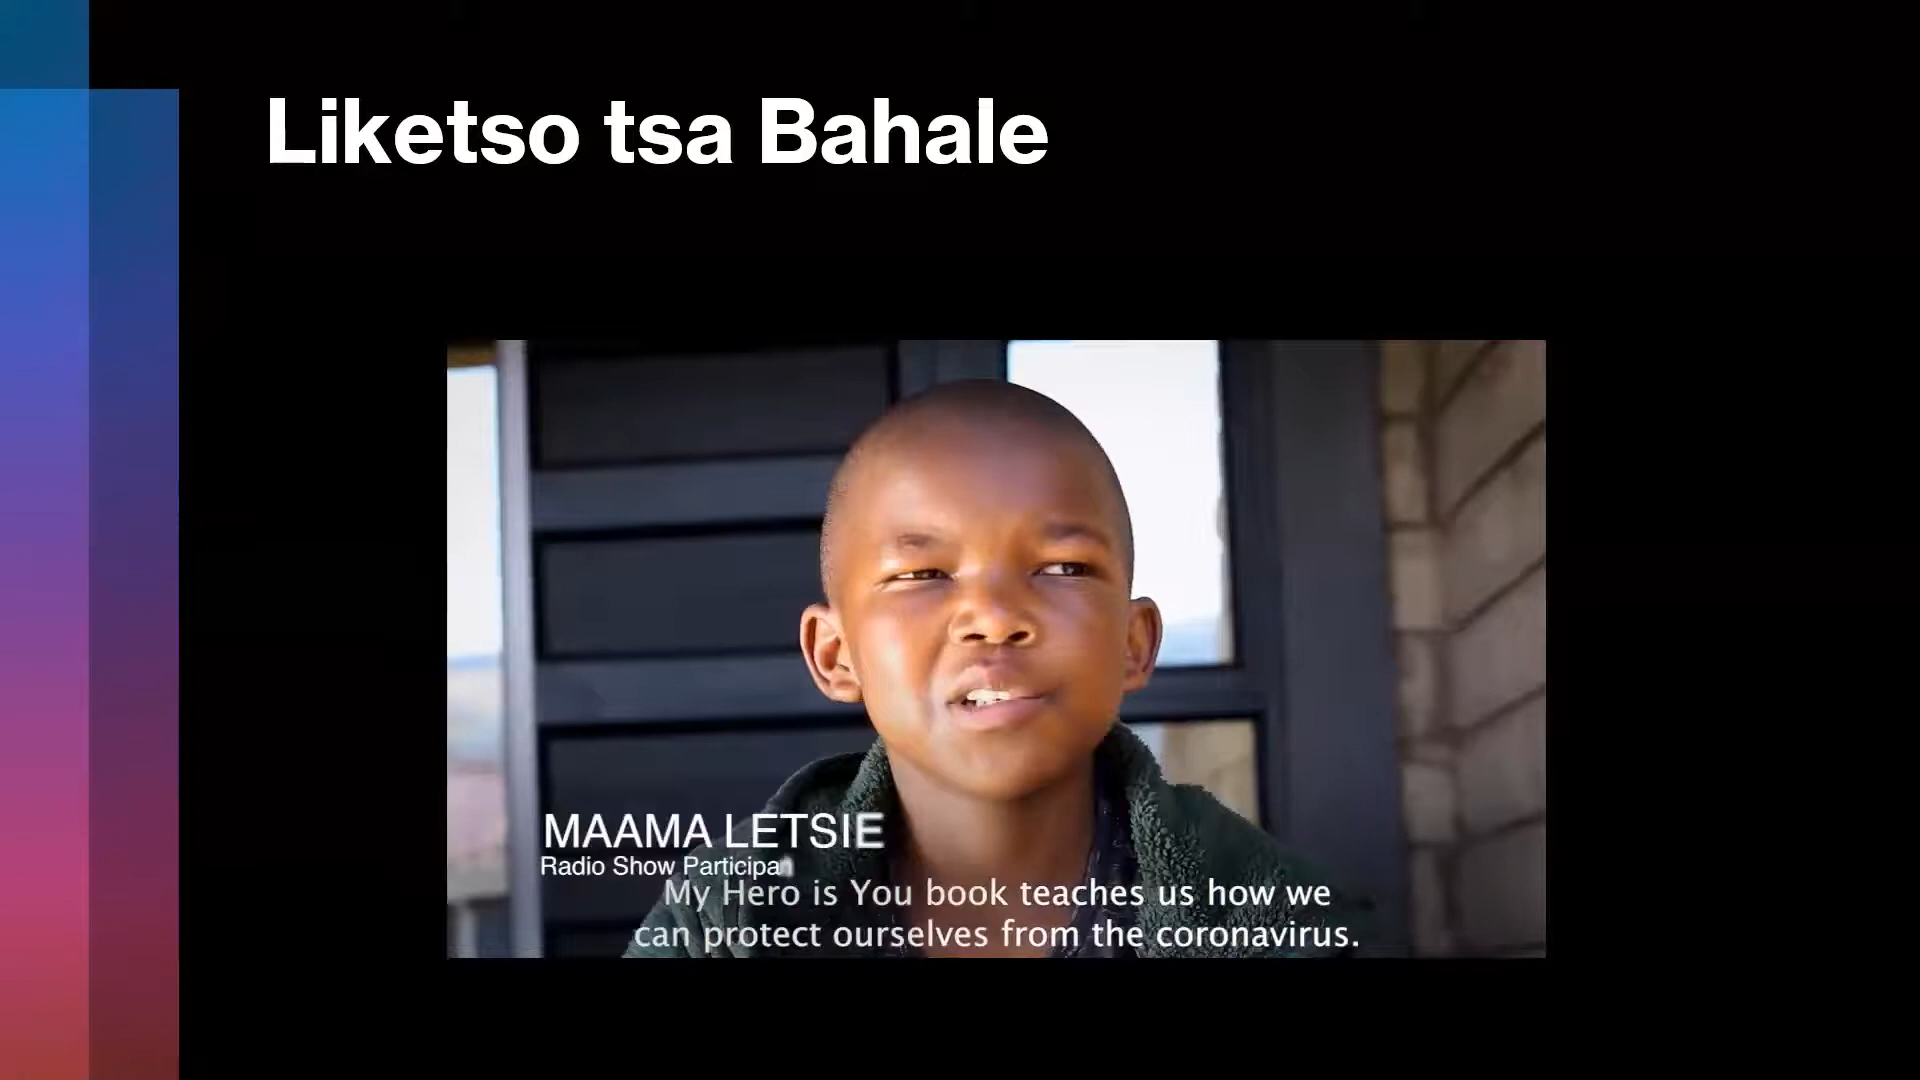 Liketso tsa Bahale
MAAMA LETSIE
Radio Show Participan
My Hero is You book teaches us how we
can protect ourselves from the coronavirus.